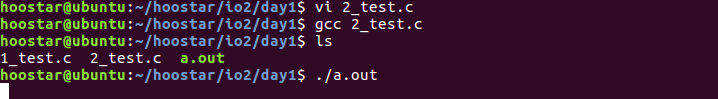 hoostar@ubuntu:~/hoostar/io2/day1$ vi 2_test.c
hoostar@ubuntu:~/hoostar/io2/day1$ gcc 2_test.c
hoostar@ubuntu:~/hoostar/io2/day1$ ls
1_test.c  2_test.c  a.out
hoostar@ubuntu:~/hoostar/io2/day1$ ./a.out